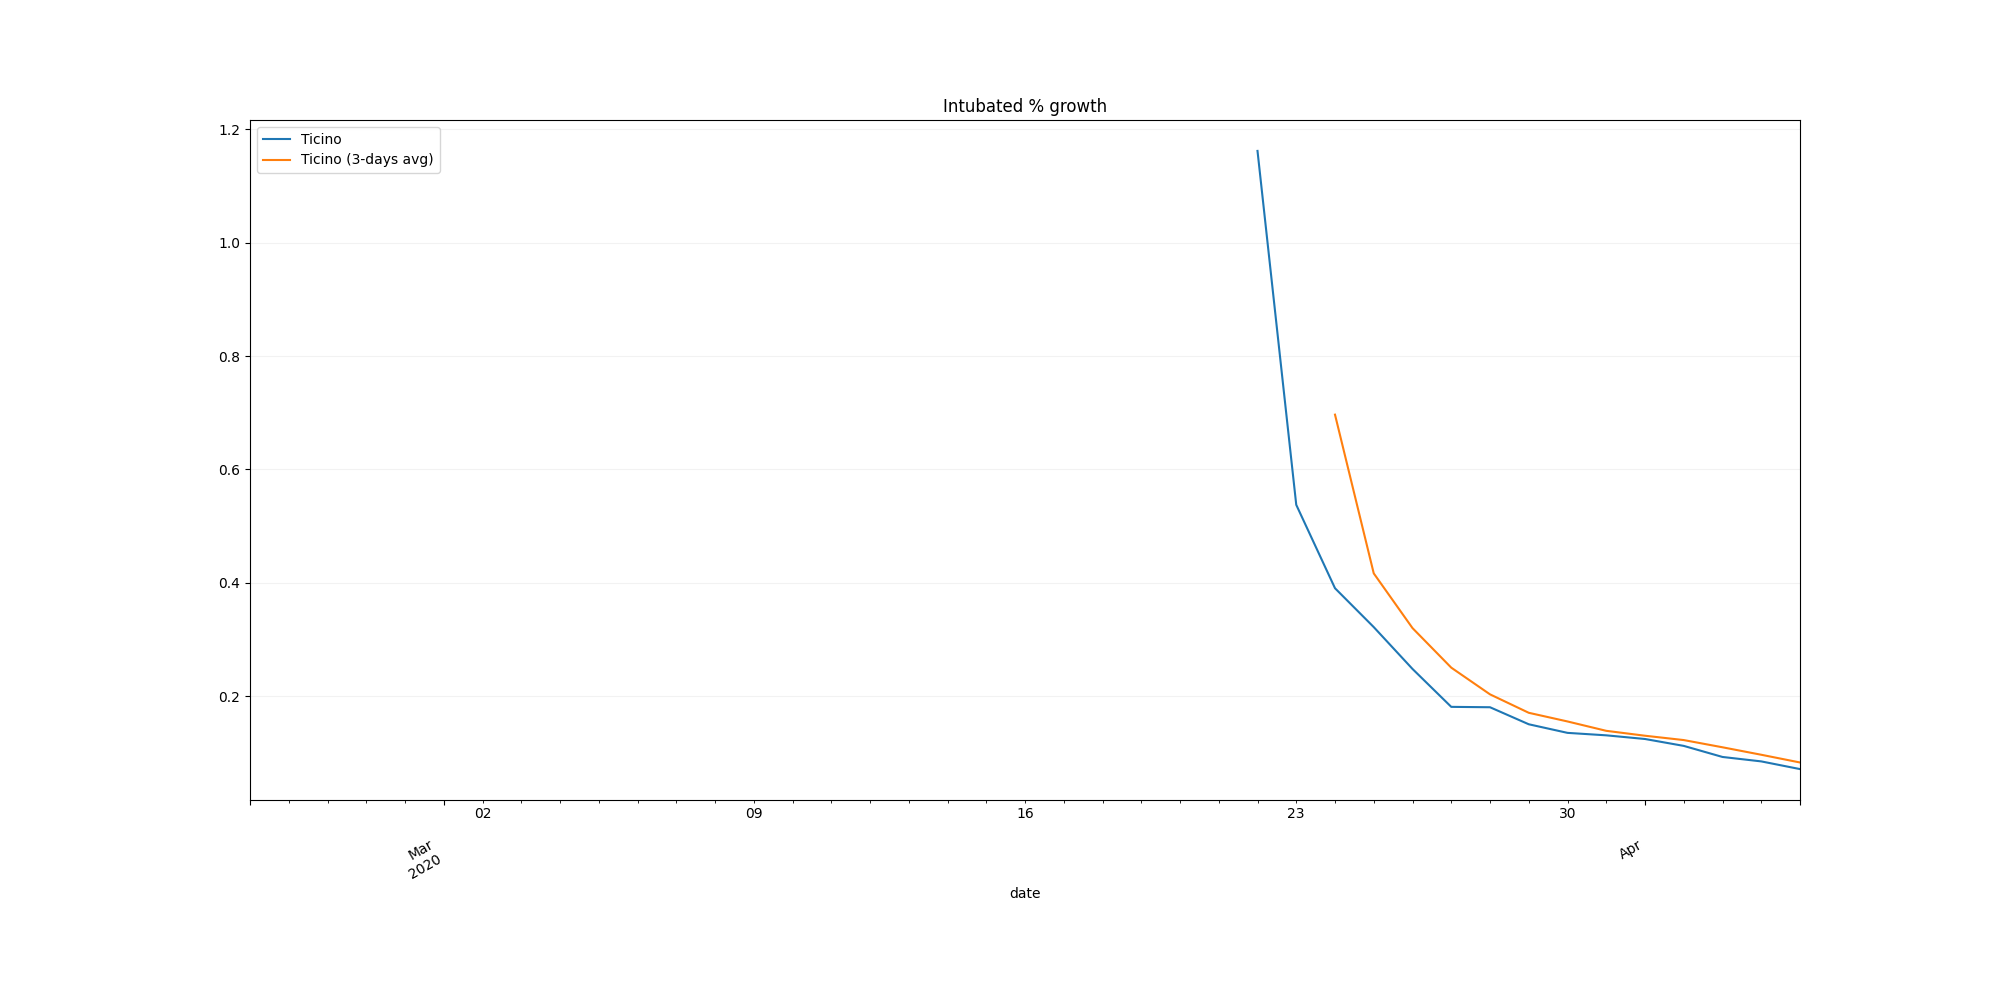 Intubated % growth
Ticino
Ticino (3-days avg)
1.2
1.0
0.8
0.6
0.4
0.2
02
09
16
23
30
Mar
2020
Apr
date